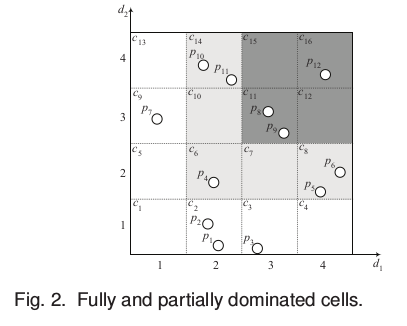 d2
4
c13
c14
c15
c16
p10
p11
p12
3
c9
c10
c11
c12
p7
p8
p9
2
c5
c6
c7
c8
p4
p6
p5
1
c1
c2
c3
c4
p2
p1
p3
1 2 3 4
d1
Fig. 2. Fully and partially dominated cells.